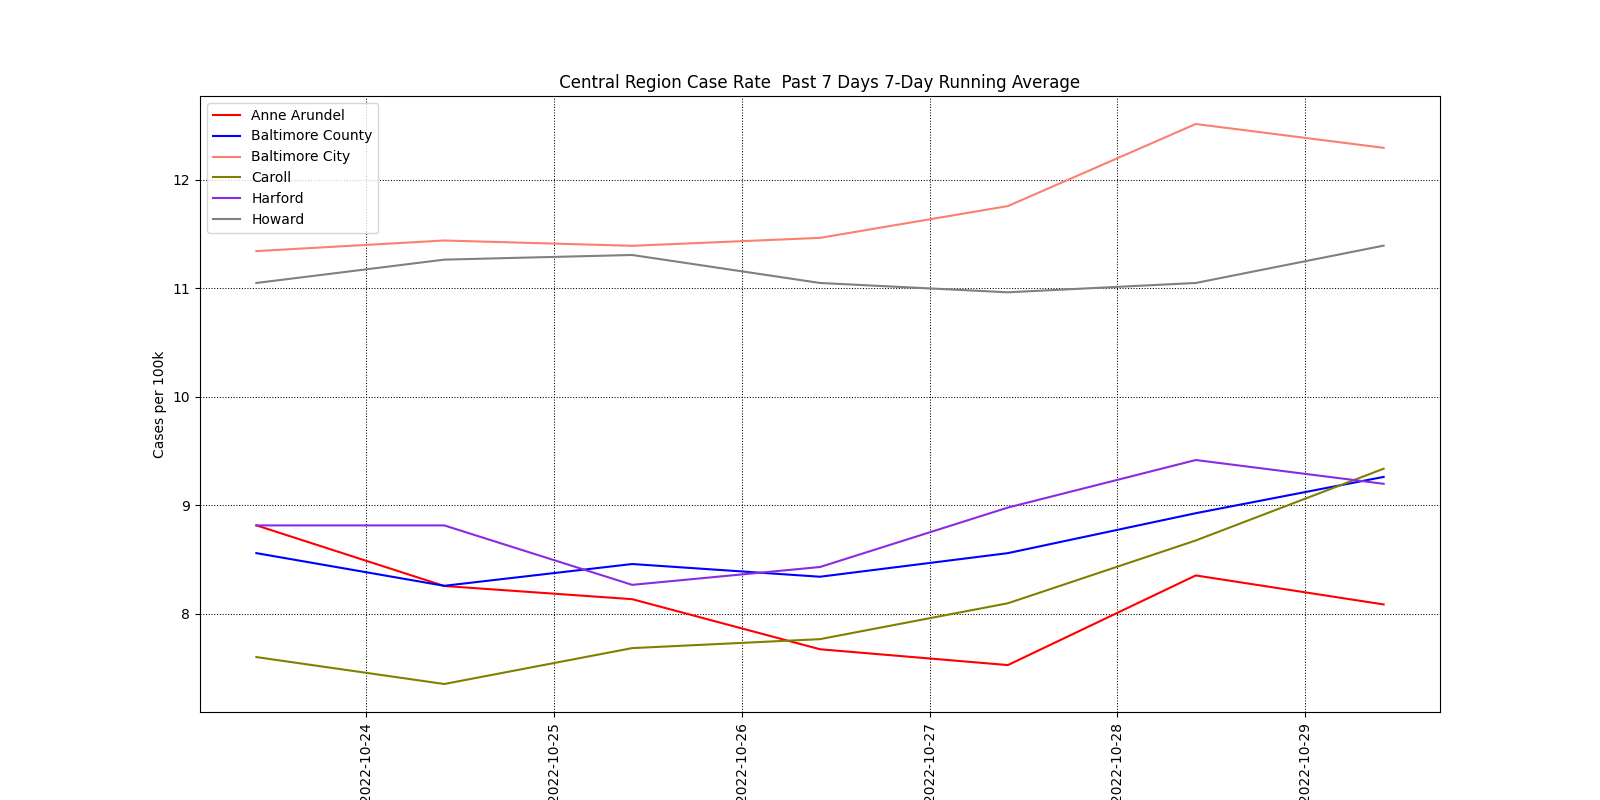 Central Region Case Rate  Past 7 Days 7-Day Running Average
Anne Arundel
Baltimore County
Baltimore City
Caroll
Harford
Howard
Cases per 100k
12
11
10
9
8
2022-10-24
2022-10-25
2022-10-26
2022-10-27
2022-10-28
2022-10-29